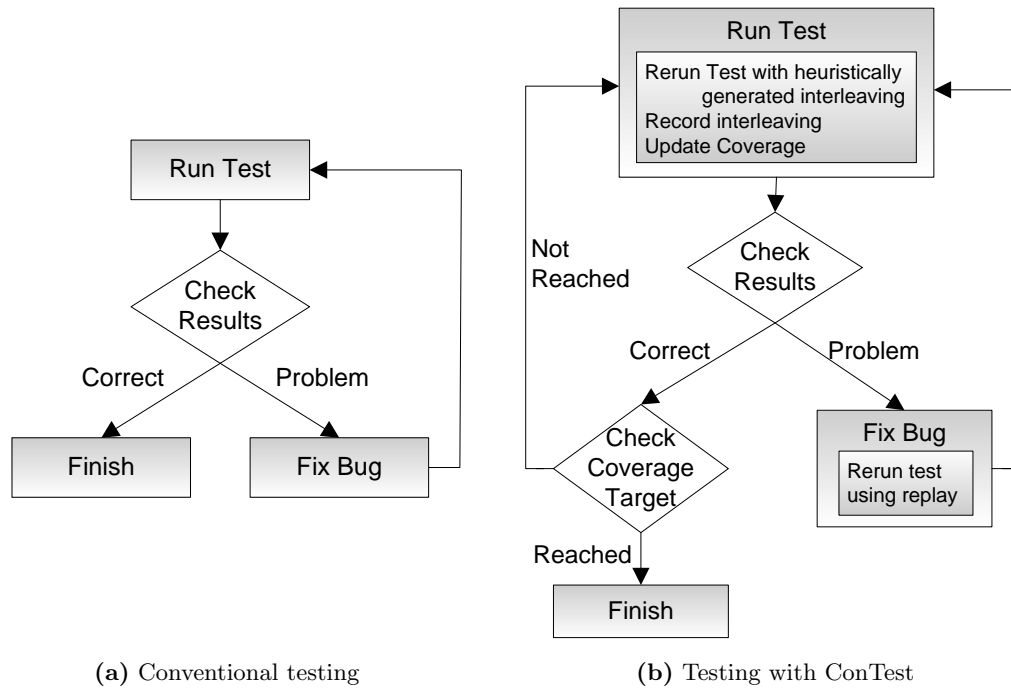 Run Test
Check
Results
Correct
Problem
Finish
Fix Bug
(a) Conventional testing
Run Test
Rerun Test with heuristically
generated interleaving
Record interleaving
Update Coverage
Not
Reached
Check
Results
Correct
Problem
Check
Coverage
Target
Fix Bug
Rerun test
using replay
Reached
Finish
(b) Testing with ConTest